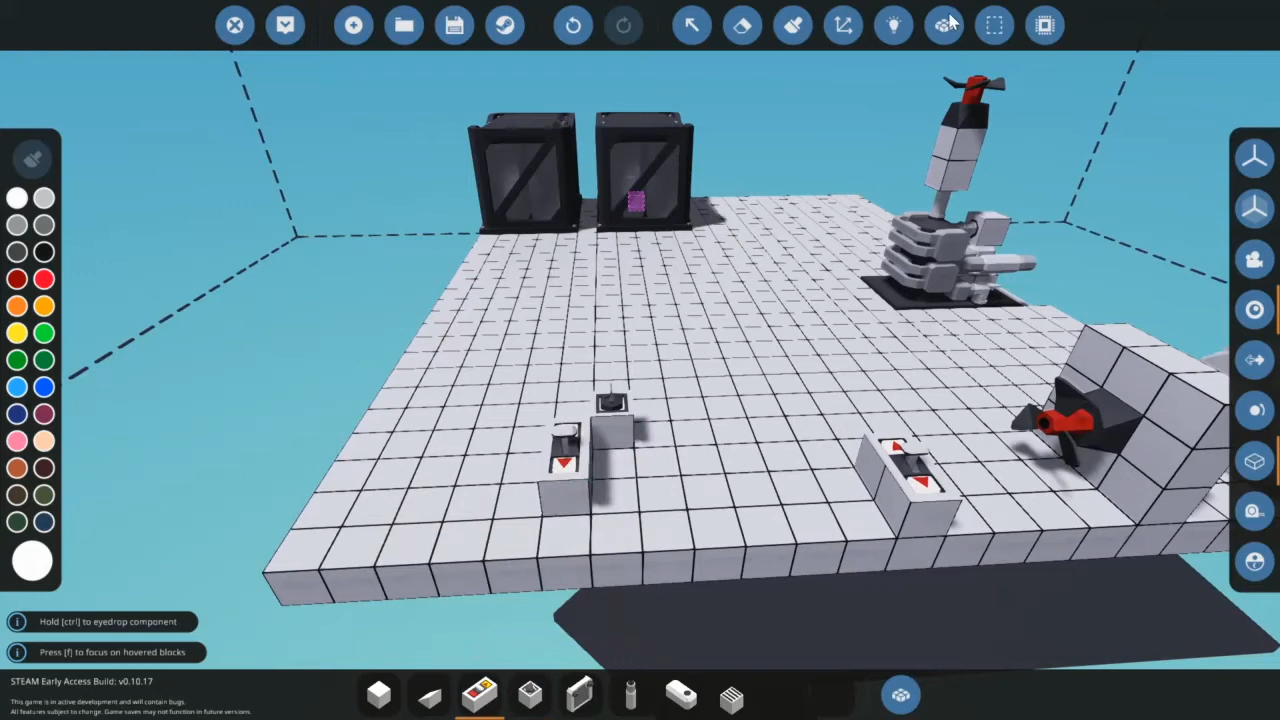 Hold [ctrl] to eyedrop component
Press [f] to focus on hovered blocks
STEAM Early Access Build: v0.10.17
This game is in active development and will contain bugs.
All features subject to change. Game saves may not function in future versions.